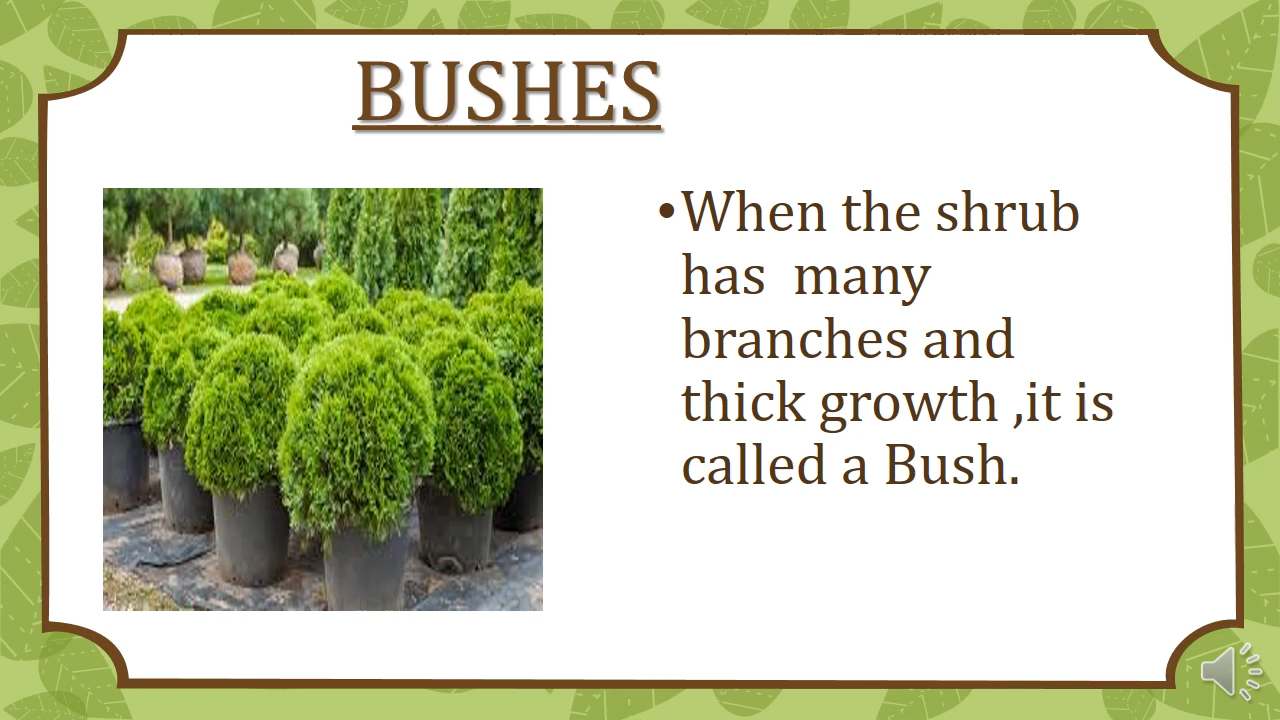 BUSHES
•When the shrub
has  many
branches and
thick growth ,it is
called a Bush.